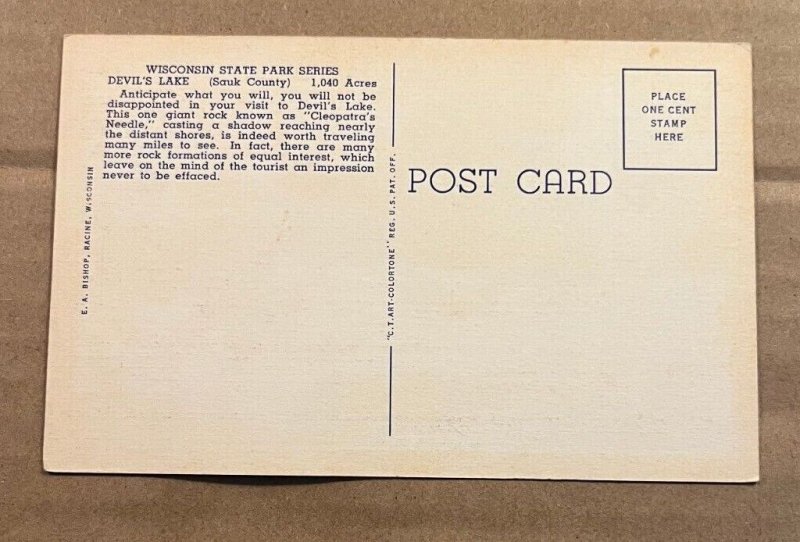 WISCONSIN STATE PARK SERIES
DEVIL'S LAKE (Sauk County) 1,040 Acres
Anticipate what you will, you will not be
disappointed in your visit to Devil's Lake.
This one giant rock known as "Cleopatra's
Needle," casting a shadow reaching nearly
the distant shores, is indeed worth traveling
many miles to see. In fact, there are many
more rock formations of equal interest, which
leave on the mind of the tourist an impression
never to be effaced.
E. A. BISHOP, RACINE, WISCONSIN
"C.T.ART-COLORTONE" REG. U.S. PAT. OFF.
POST CARD
PLACE
ONE CENT
STAMP
HERE